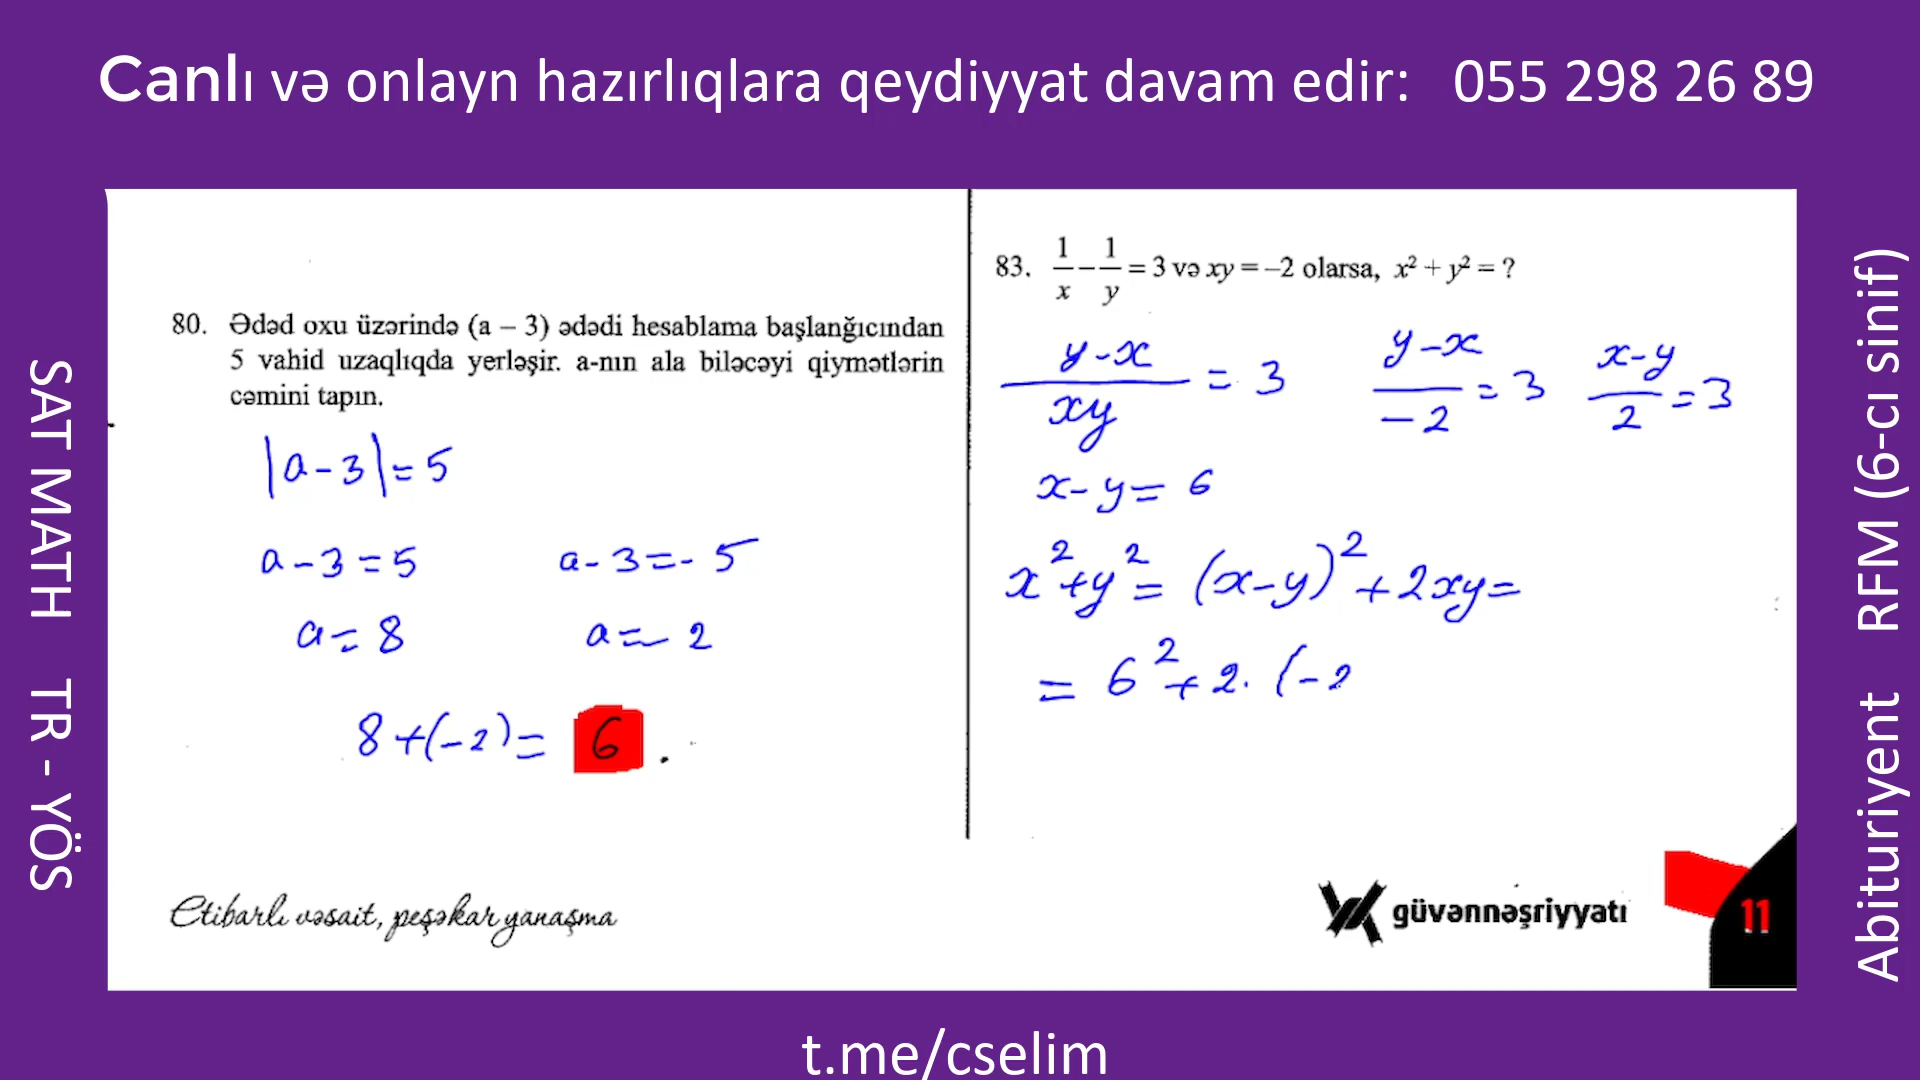 Canlı və onlayn hazırlıqlara qeydiyyat davam edir: 055 298 26 89
SAT MATH TR - YÖS
80. Ədəd oxu üzərində (a – 3) ədədi hesablama başlanğıcından
5 vahid uzaqlıqda yerləşir. a-nın ala biləcəyi qiymətlərin
cəmini tapın.
|a-3|=5
a-3=5 a-3=-5
a=8 a=-2
8+(-2)= 6 .
Etibarlı vəsait, peşəkar yanaşma
83. 1/x – 1/y = 3 və xy = –2 olarsa, x² + y² = ?
(y-x)/(xy) = 3 (y-x)/(-2) = 3 (x-y)/2 = 3
x-y= 6
x²+y²= (x-y)²+2xy=
= 6²+2. (-2
güvənnəşriyyatı
11
Abituriyent RFM (6-cı sinif)
t.me/cselim